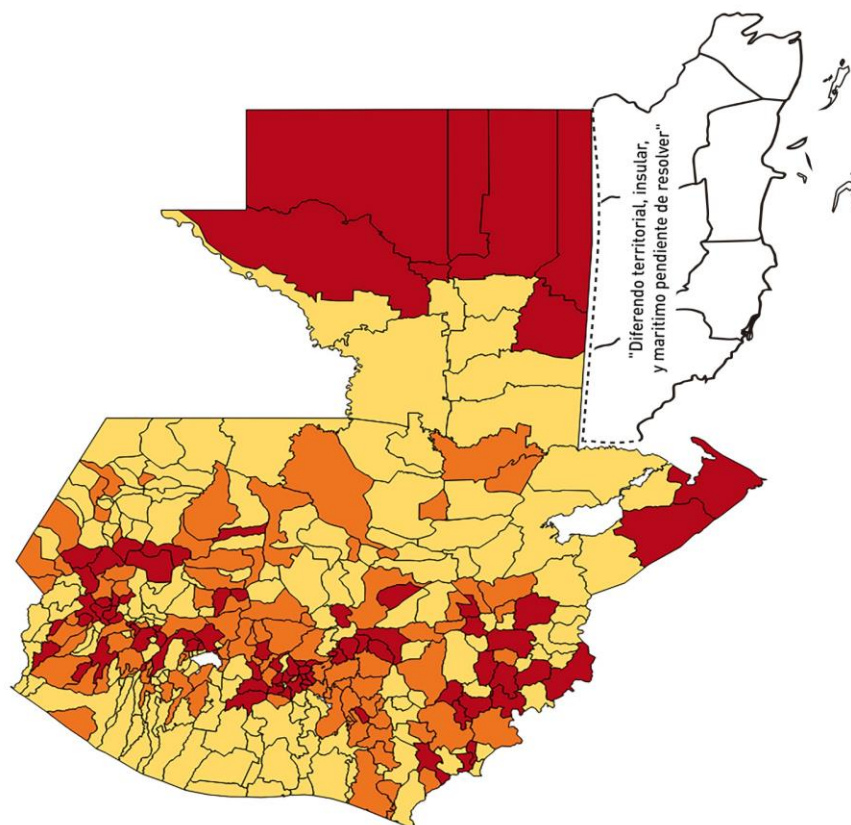 "Diferendo territorial, insular,
y marítimo pendiente de resolver"